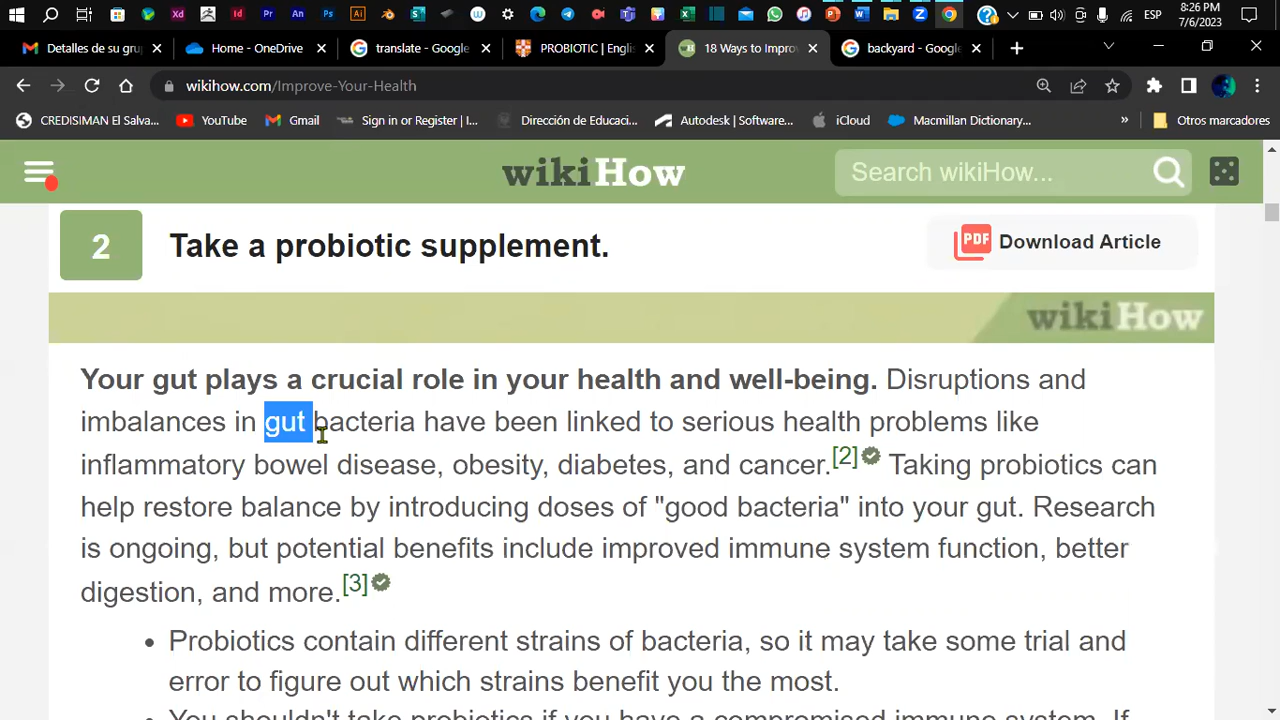 Xd
Id
Pr
An
Ps
Ai
ESP
8:26 PM
7/6/2023
Detalles de su gru
Home - OneDrive
translate - Google
PROBIOTIC | Englis
18 Ways to Improv
backyard - Google
wikihow.com/Improve-Your-Health
CREDISIMAN El Salva...
YouTube
Gmail
Sign in or Register | I...
Dirección de Educaci...
Autodesk | Software...
iCloud
Macmillan Dictionary...
»
Otros marcadores
wikiHow
Search wikiHow...
2
Take a probiotic supplement.
PDF
Download Article
wikiHow
Your gut plays a crucial role in your health and well-being. Disruptions and
imbalances in gut bacteria have been linked to serious health problems like
inflammatory bowel disease, obesity, diabetes, and cancer.[2] Taking probiotics can
help restore balance by introducing doses of "good bacteria" into your gut. Research
is ongoing, but potential benefits include improved immune system function, better
digestion, and more.[3]
• Probiotics contain different strains of bacteria, so it may take some trial and
error to figure out which strains benefit you the most.
• You shouldn't take probiotics if you have a compromised immune system. If